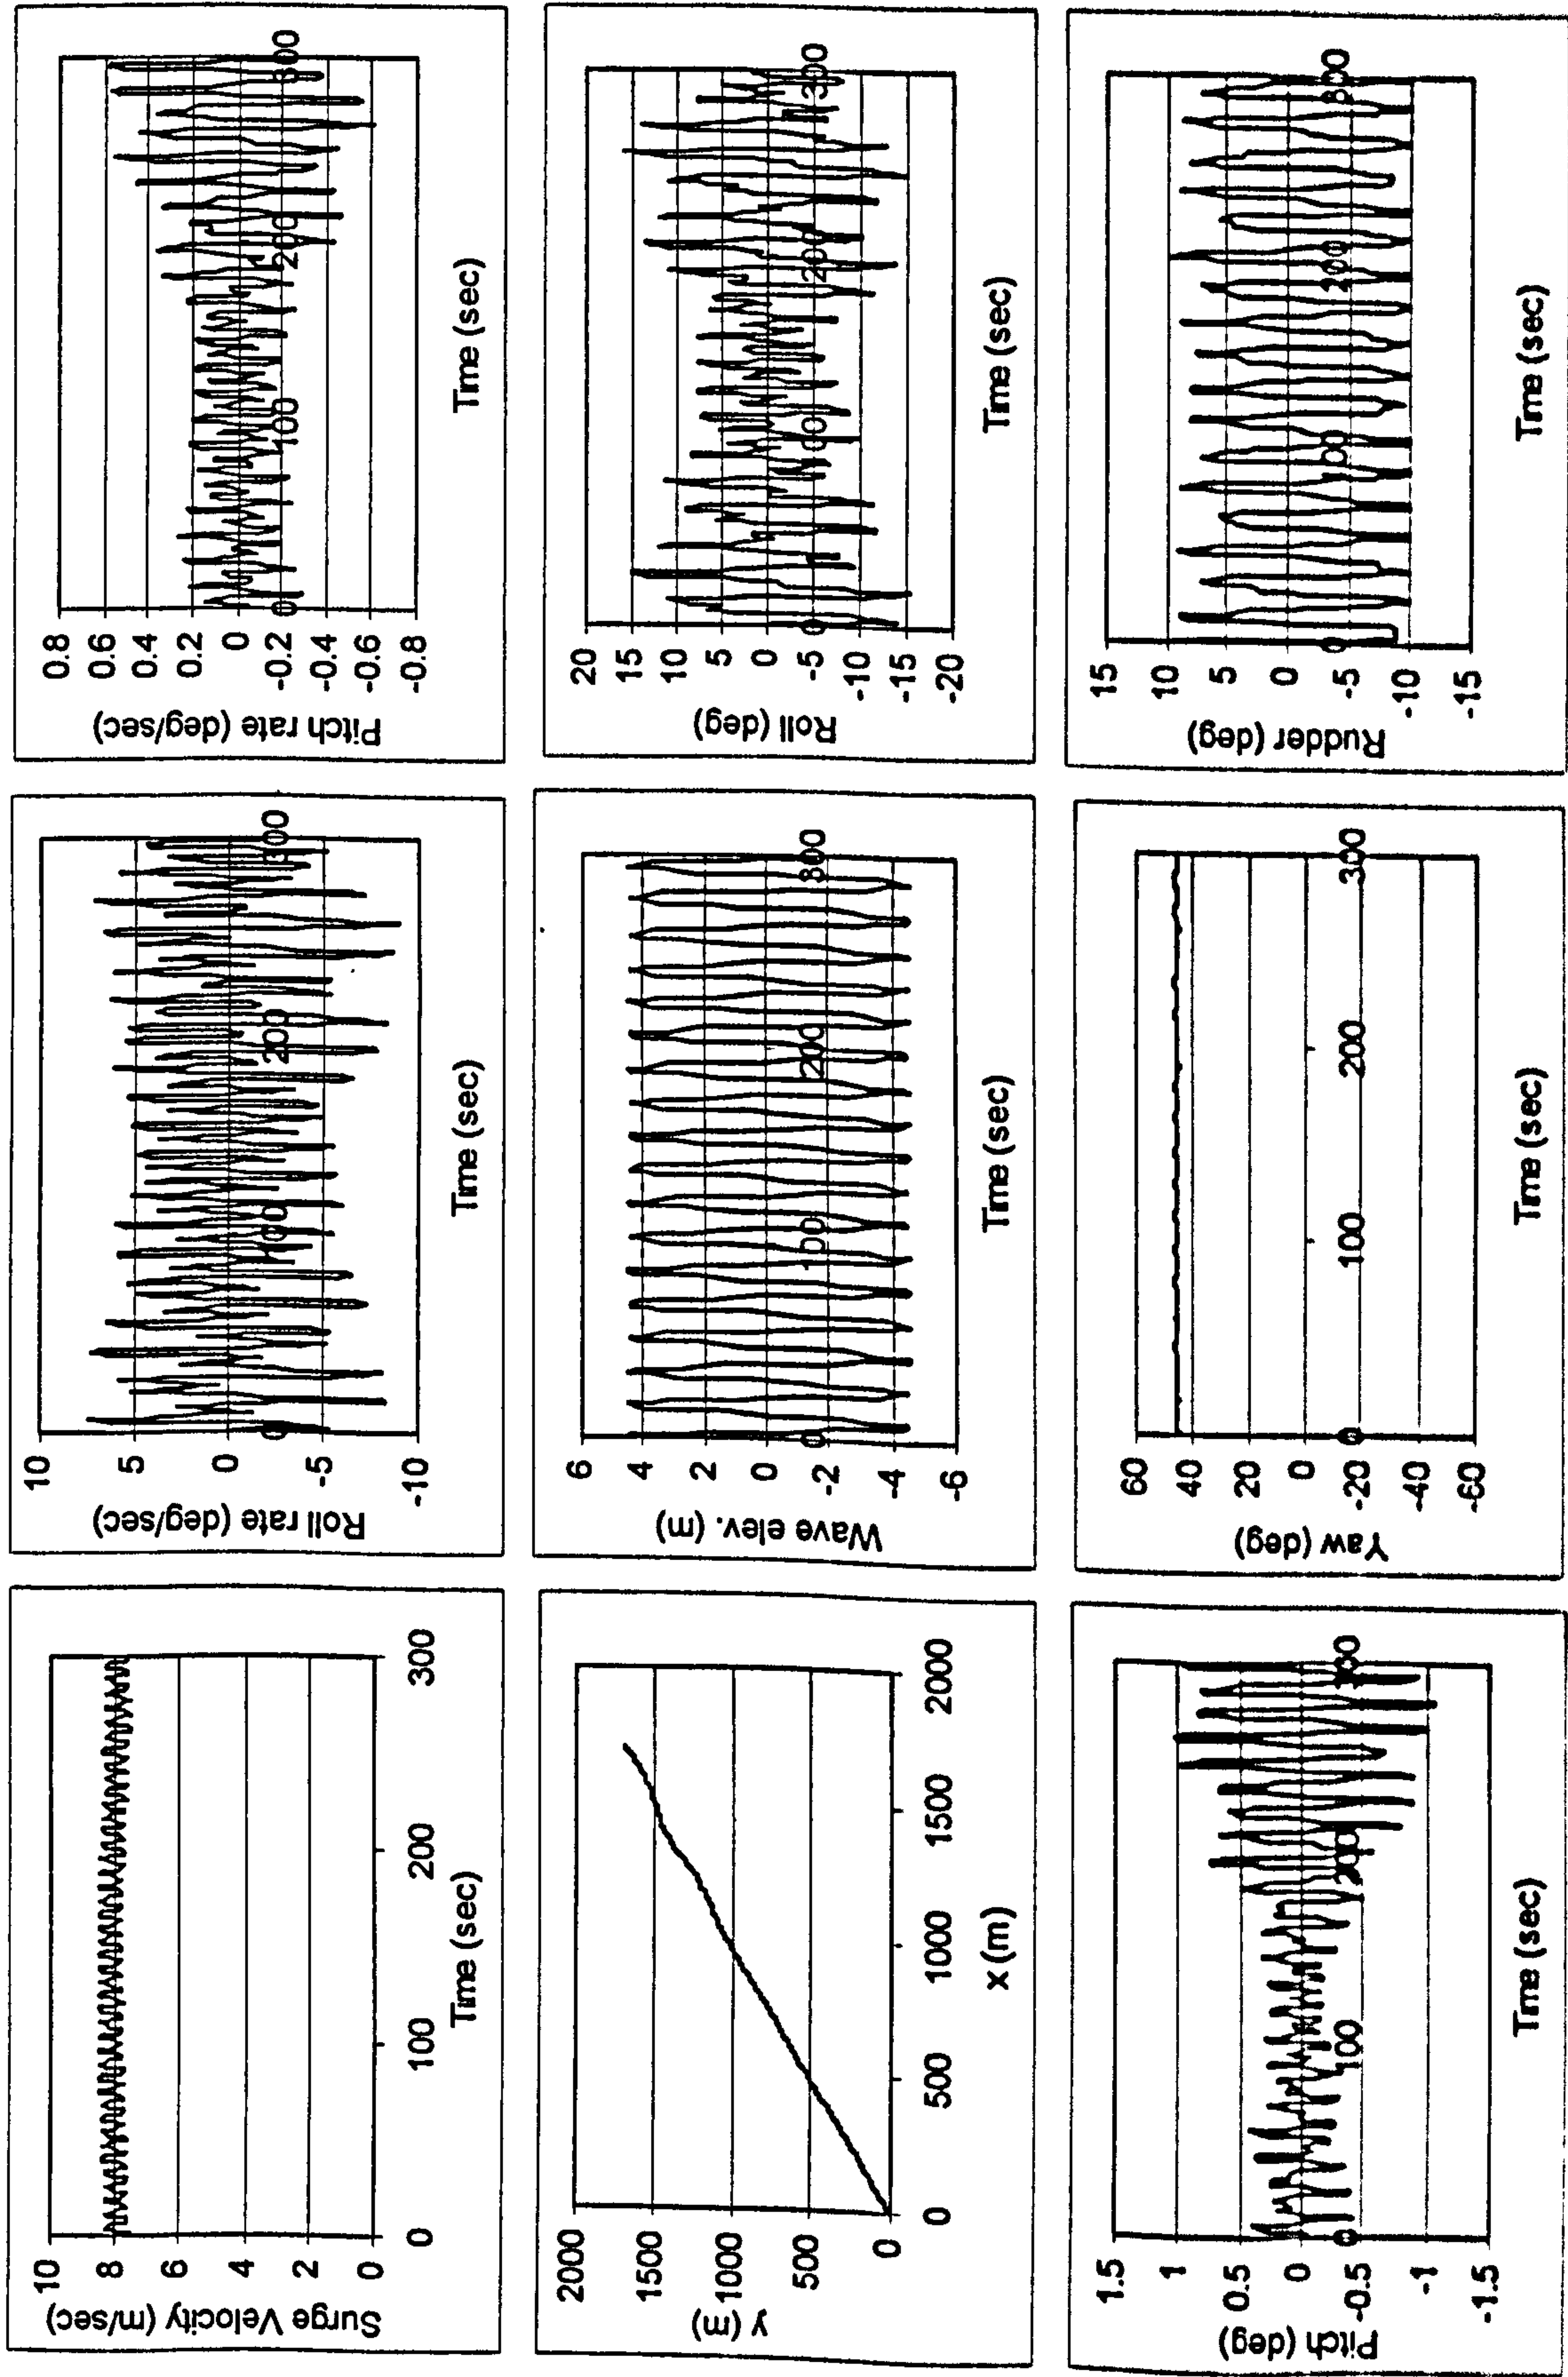 Surge Velocity (m/sec)
10
8
6
4
2
0
0 100 200 300
Time (sec)
Roll rate (deg/sec)
10
5
0
-5
-10
0 100 200 300
Time (sec)
Pitch rate (deg/sec)
0.8
0.6
0.4
0.2
0
-0.2
-0.4
-0.6
-0.8
0 100 200 300
Time (sec)
y (m)
2000
1500
1000
500
0
0 500 1000 1500 2000
x (m)
Wave elev. (m)
6
4
2
0
-2
-4
-6
0 100 200 300
Time (sec)
Roll (deg)
20
15
10
5
0
-5
-10
-15
-20
0 100 200 300
Time (sec)
Pitch (deg)
1.5
1
0.5
0
-0.5
-1
-1.5
0 100 200 300
Time (sec)
Yaw (deg)
60
40
20
0
-20
-40
-60
0 100 200 300
Time (sec)
Rudder (deg)
15
10
5
0
-5
-10
-15
0 100 200 300
Time (sec)